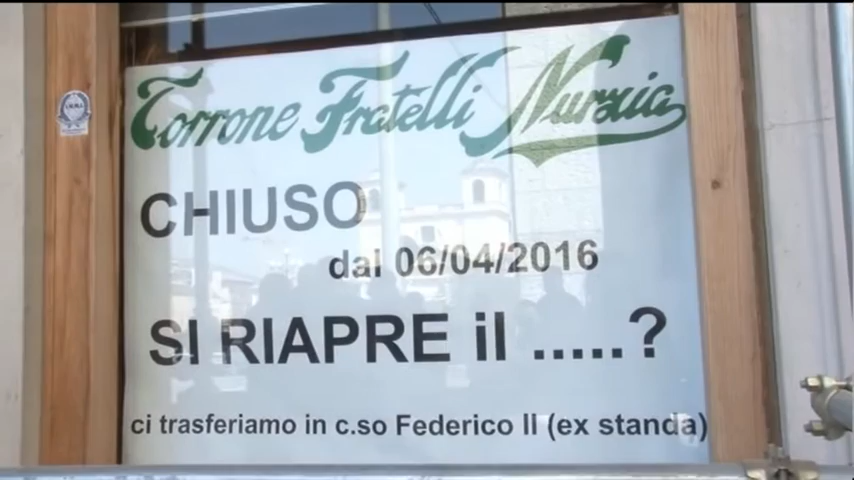 Torrone Fratelli Nurzia
CHIUSO
dal 06/04/2016
SI RIAPRE il .....?
ci trasferiamo in c.so Federico II (ex standa)